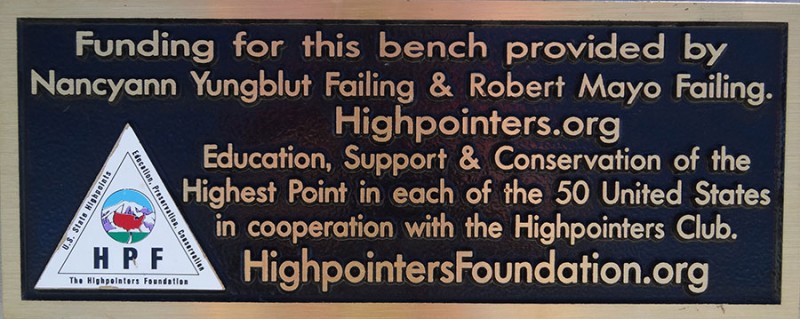 Funding for this bench provided by
Nancyann Yungblut Failing & Robert Mayo Failing.
Highpointers.org
Education, Support & Conservation of the
Highest Point in each of the 50 United States
in cooperation with the Highpointers Club.
HighpointersFoundation.org
U.S. State Highpoints
Education, Preservation, Conservation
HPF
The Highpointers Foundation